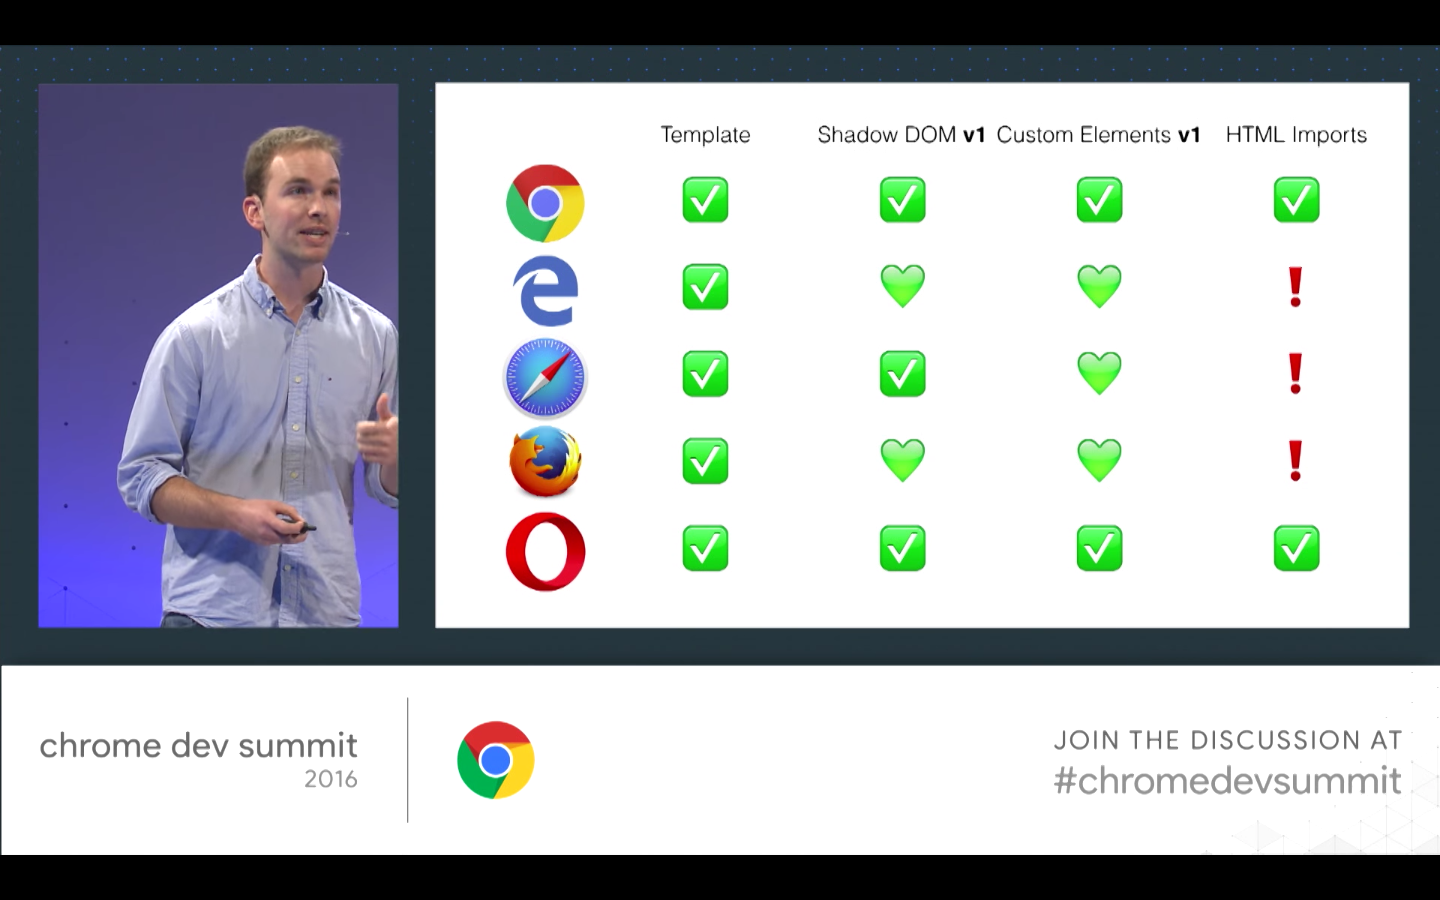 Template Shadow DOM v1 Custom Elements v1 HTML Imports
chrome dev summit
2016
JOIN THE DISCUSSION AT
#chromedevsummit